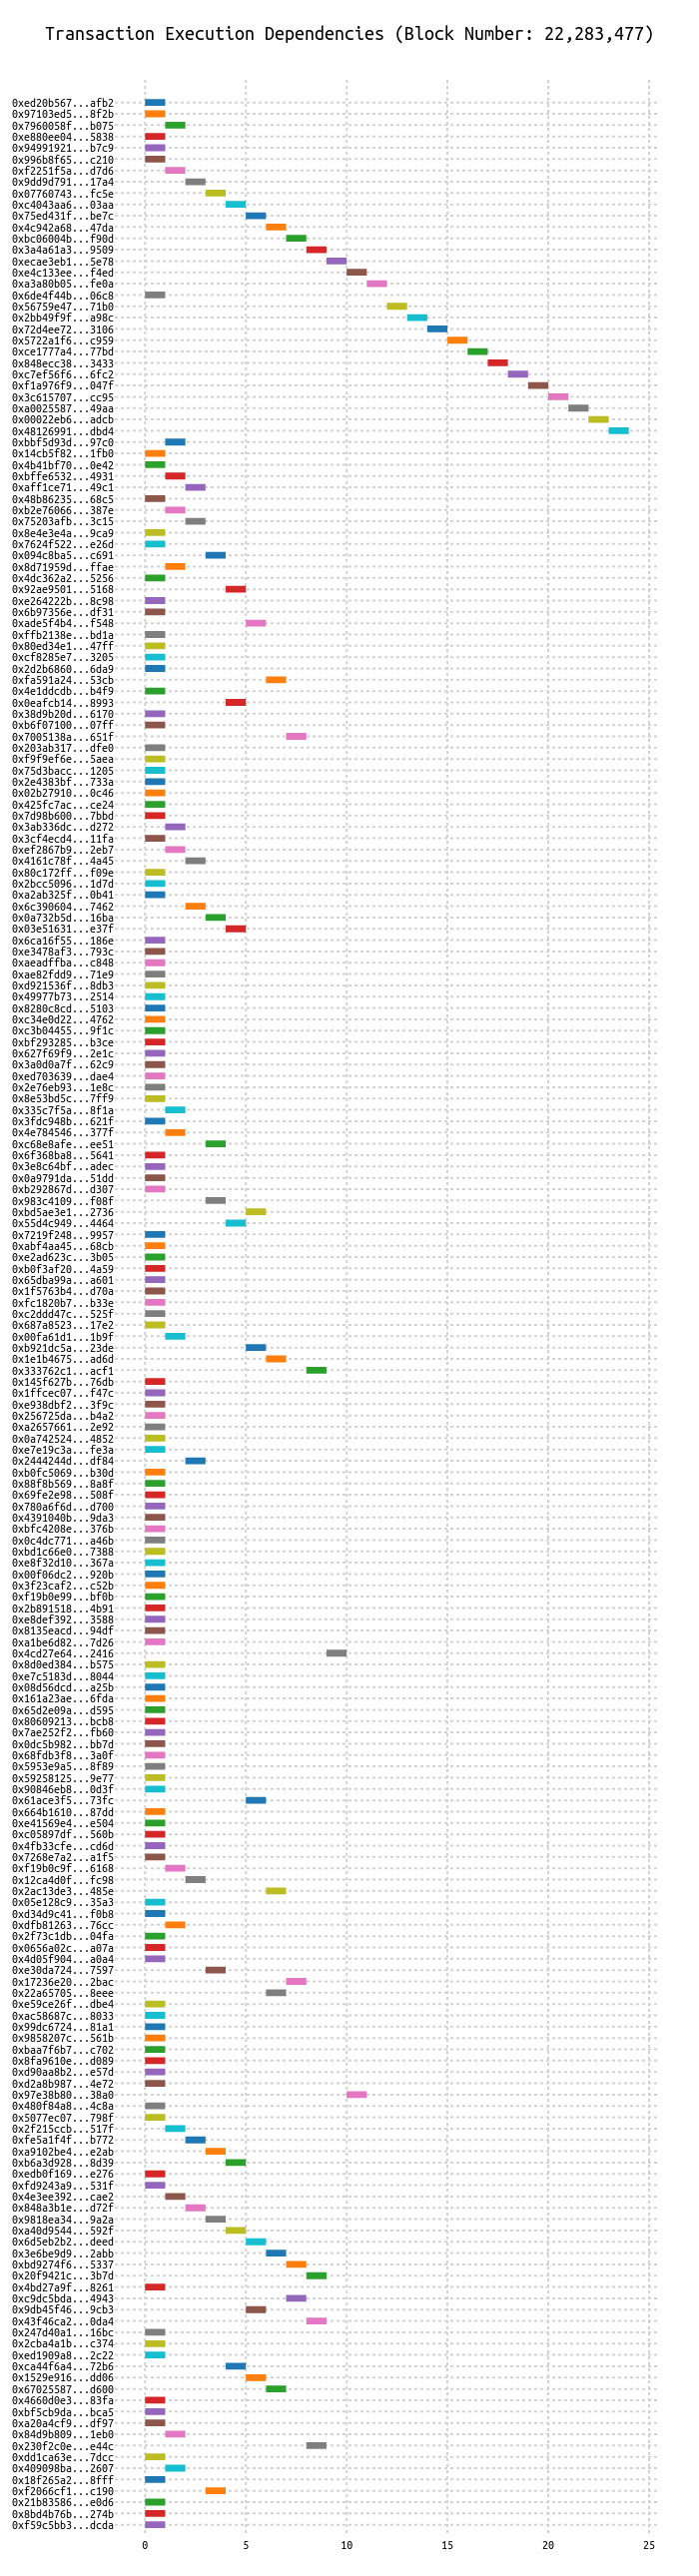 Transaction Execution Dependencies (Block Number: 22,283,477)
0xed20b567...afb2
0x97103ed5...8f2b
0x7960058f...b075
0xe880ee04...5838
0x94991921...b7c9
0x996b8f65...c210
0xf2251f5a...d7d6
0x9dd9d791...17a4
0x07760743...fc5e
0xc4043aa6...03aa
0x75ed431f...be7c
0x4c942a68...47da
0xbc06004b...f90d
0x3a4a61a3...9509
0xecae3eb1...5e78
0xe4c133ee...f4ed
0xa3a80b05...fe0a
0x6de4f44b...06c8
0x56759e47...71b0
0x2bb49f9f...a98c
0x72d4ee72...3106
0x5722a1f6...c959
0xce1777a4...77bd
0x848ecc38...3433
0xc7ef56f6...6fc2
0xf1a976f9...047f
0x3c615707...cc95
0xa0025587...49aa
0x00022eb6...adcb
0x48126991...dbd4
0xbbf5d93d...97c0
0x14cb5f82...1fb0
0x4b41bf70...0e42
0xbffe6532...4931
0xaff1ce71...49c1
0x48b86235...68c5
0xb2e76066...387e
0x75203afb...3c15
0x8e4e3e4a...9ca9
0x7624f522...e26d
0x094c8ba5...c691
0x8d71959d...ffae
0x4dc362a2...5256
0x92ae9501...5168
0xe264222b...8c98
0x6b97356e...df31
0xade5f4b4...f548
0xffb2138e...bd1a
0x80ed34e1...47ff
0xcf8285e7...3205
0x2d2b6860...6da9
0xfa591a24...53cb
0x4e1ddcdb...b4f9
0x0eafcb14...8993
0x38d9b20d...6170
0xb6f07100...07ff
0x7005138a...651f
0x203ab317...dfe0
0xf9f9ef6e...5aea
0x75d3bacc...1205
0x2e4383bf...733a
0x02b27910...0c46
0x425fc7ac...ce24
0x7d98b600...7bbd
0x3ab336dc...d272
0x3cf4ecd4...11fa
0xef2867b9...2eb7
0x4161c78f...4a45
0x80c172ff...f09e
0x2bcc5096...1d7d
0xa2ab325f...0b41
0x6c390604...7462
0x0a732b5d...16ba
0x03e51631...e37f
0x6ca16f55...186e
0xe3478af3...793c
0xaeadffba...c848
0xae82fdd9...71e9
0xd921536f...8db3
0x49977b73...2514
0x8280c8cd...5103
0xc34e0d22...4762
0xc3b04455...9f1c
0xbf293285...b3ce
0x627f69f9...2e1c
0x3a0d0a7f...62c9
0xed703639...dae4
0x2e76eb93...1e8c
0x8e53bd5c...7ff9
0x335c7f5a...8f1a
0x3fdc948b...621f
0x4e784546...377f
0xc68e8afe...ee51
0x6f368ba8...5641
0x3e8c64bf...adec
0x0a9791da...51dd
0xb292867d...d307
0x983c4109...f08f
0xbd5ae3e1...2736
0x55d4c949...4464
0x7219f248...9957
0xabf4aa45...68cb
0xe2ad623c...3b05
0xb0f3af20...4a59
0x65dba99a...a601
0x1f5763b4...d70a
0xfc1820b7...b33e
0xc2ddd47c...525f
0x687a8523...17e2
0x00fa61d1...1b9f
0xb921dc5a...23de
0x1e1b4675...ad6d
0x333762c1...acf1
0x145f627b...76db
0x1ffcec07...f47c
0xe938dbf2...3f9c
0x256725da...b4a2
0xa2657661...2e92
0x0a742524...4852
0xe7e19c3a...fe3a
0x2444244d...df84
0xb0fc5069...b30d
0x88f8b569...8a8f
0x69fe2e98...508f
0x780a6f6d...d700
0x4391040b...9da3
0xbfc4208e...376b
0x0c4dc771...a46b
0xbd1c66e0...7388
0xe8f32d10...367a
0x00f06dc2...920b
0x3f23caf2...c52b
0xf19b0e99...bf0b
0x2b891518...4b91
0xe8def392...3588
0x8135eacd...94df
0xa1be6d82...7d26
0x4cd27e64...2416
0x8d0ed384...b575
0xe7c5183d...8044
0x08d56dcd...a25b
0x161a23ae...6fda
0x65d2e09a...d595
0x80609213...bcb8
0x7ae252f2...fb60
0x0dc5b982...bb7d
0x68fdb3f8...3a0f
0x5953e9a5...8f89
0x59258125...9e77
0x90846eb8...0d3f
0x61ace3f5...73fc
0x664b1610...87dd
0xe41569e4...e504
0xc05897df...560b
0x4fb33cfe...cd6d
0x7268e7a2...a1f5
0xf19b0c9f...6168
0x12ca4d0f...fc98
0x2ac13de3...485e
0x05e128c9...35a3
0xd34d9c41...f0b8
0xdfb81263...76cc
0x2f73c1db...04fa
0x0656a02c...a07a
0x4d05f904...a0a4
0xe30da724...7597
0x17236e20...2bac
0x22a65705...8eee
0xe59ce26f...dbe4
0xac58687c...8033
0x99dc6724...81a1
0x9858207c...561b
0xbaa7f6b7...c702
0x8fa9610e...d089
0xd90aa8b2...e57d
0xd2a8b987...4e72
0x97e38b80...38a0
0x480f84a8...4c8a
0x5077ec07...798f
0x2f215ccb...517f
0xfe5a1f4f...b772
0xa9102be4...e2ab
0xb6a3d928...8d39
0xedb0f169...e276
0xfd9243a9...531f
0x4e3ee392...cae2
0x848a3b1e...d72f
0x9818ea34...9a2a
0xa40d9544...592f
0x6d5eb2b2...deed
0x3e6be9d9...2abb
0xbd9274f6...5337
0x20f9421c...3b7d
0x4bd27a9f...8261
0xc9dc5bda...4943
0x9db45f46...9cb3
0x43f46ca2...0da4
0x247d40a1...16bc
0x2cba4a1b...c374
0xed1909a8...2c22
0xca44f6a4...72b6
0x1529e916...dd06
0x67025587...d600
0x4660d0e3...83fa
0xbf5cb9da...bca5
0xa20a4cf9...df97
0x84d9b809...1eb0
0x230f2c0e...e44c
0xdd1ca63e...7dcc
0x409098ba...2607
0x18f265a2...8fff
0xf2066cf1...c190
0x21b83586...e0d6
0x8bd4b76b...274b
0xf59c5bb3...dcda
0 5 10 15 20 25